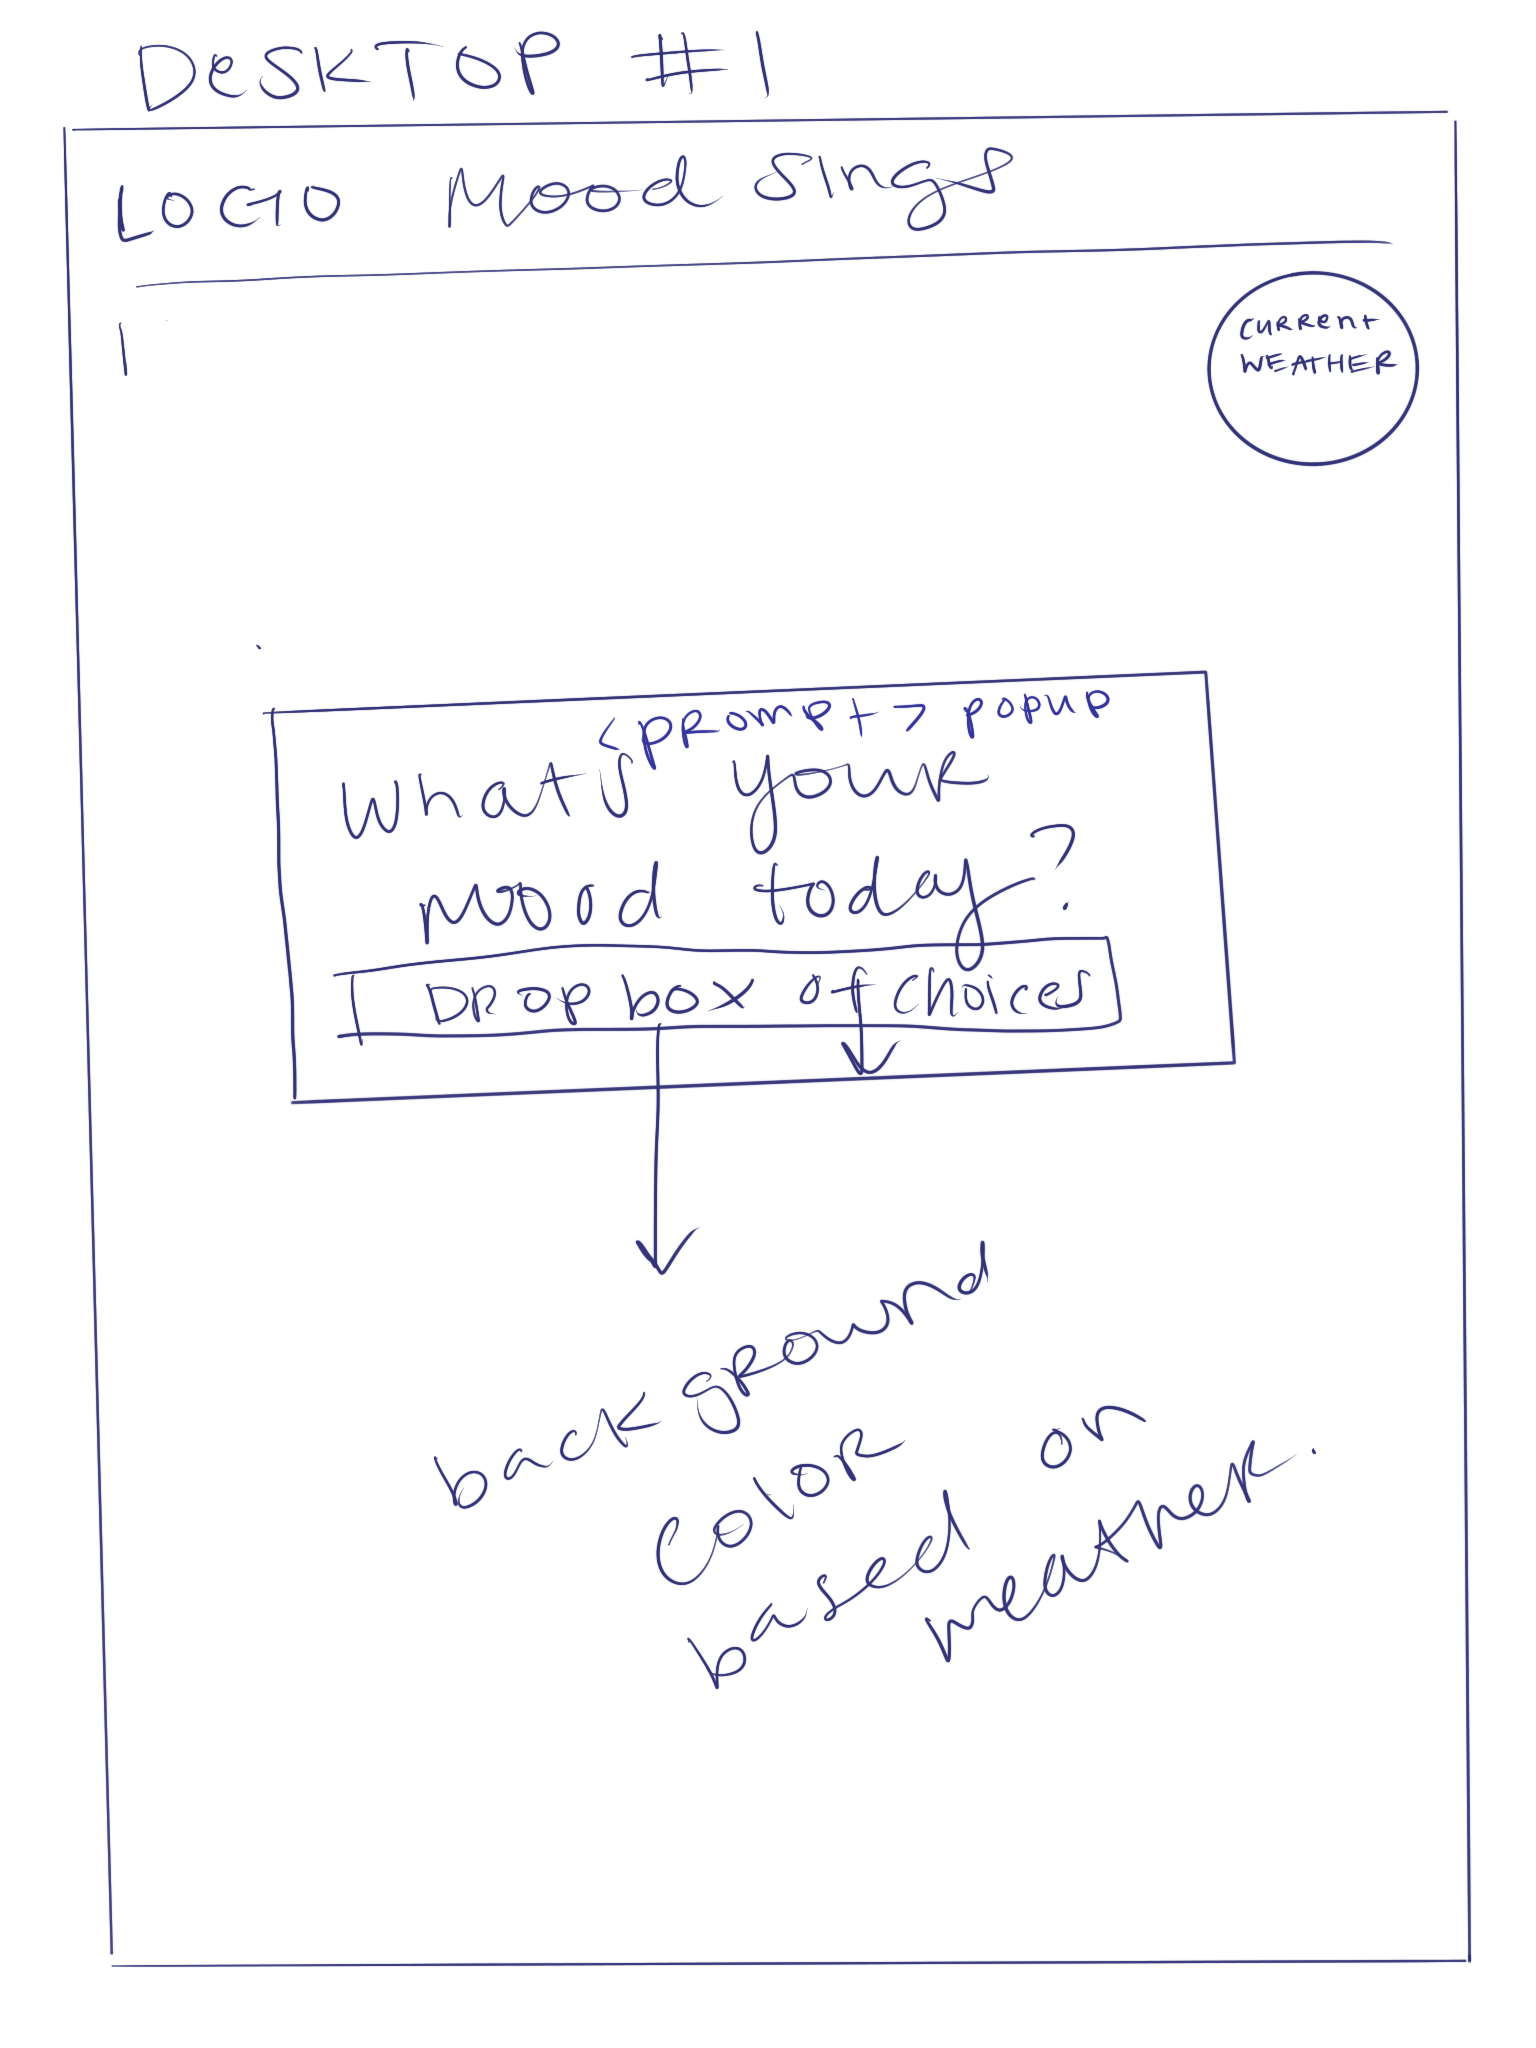 DESKTOP #1
LOGO Mood Sings
CURRENT
WEATHER
<prompt> popup
What's your
mood today?
Drop box of choices
background
color
based on
weather.